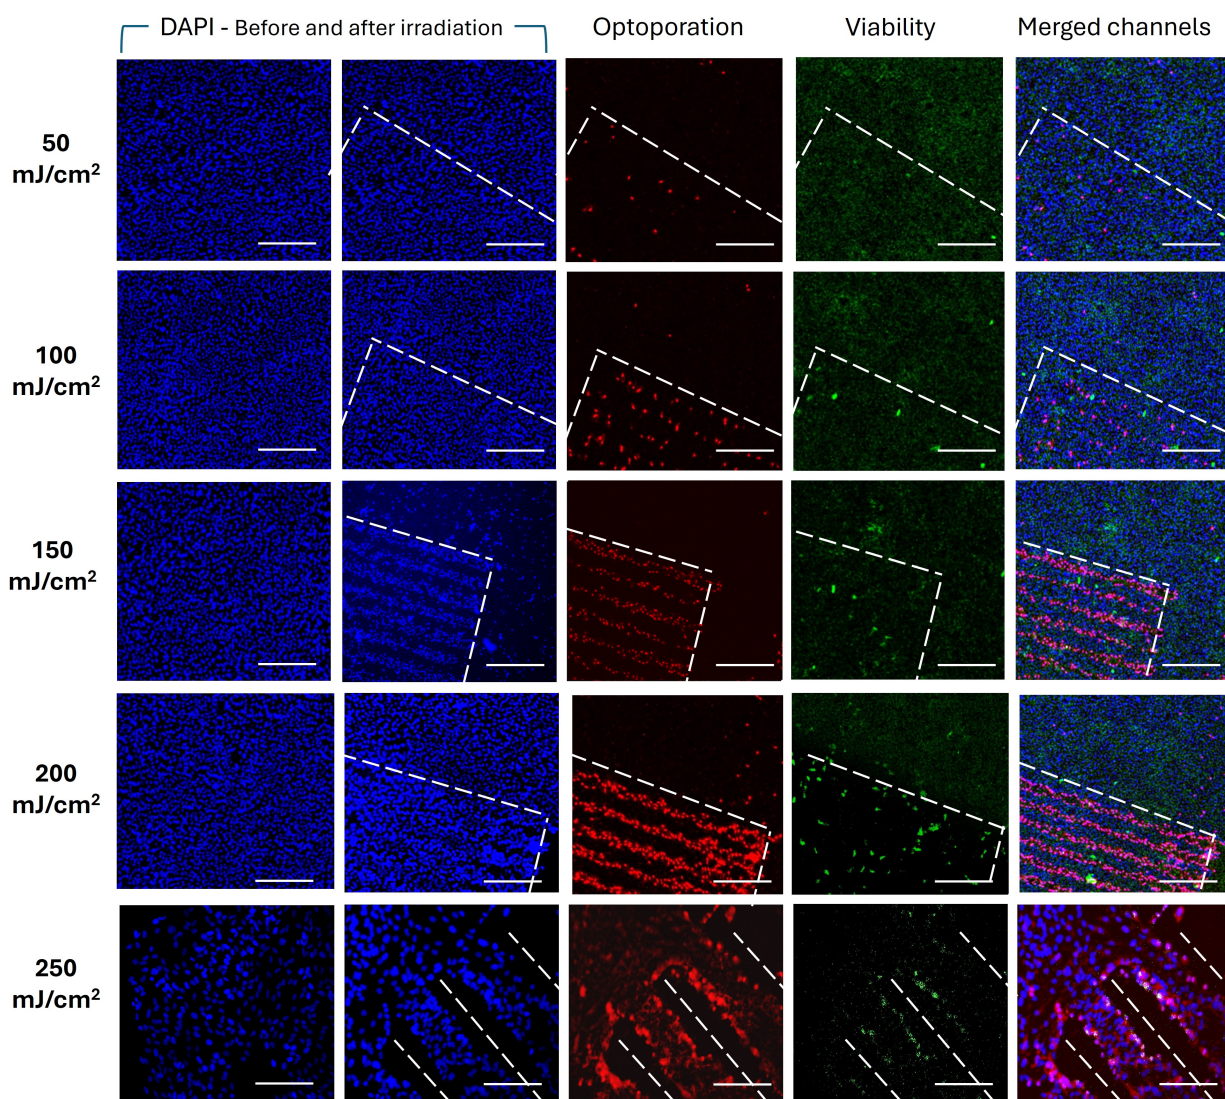 DAPI - Before and after irradiation Optoporation Viability Merged channels
50
mJ/cm²
100
mJ/cm²
150
mJ/cm²
200
mJ/cm²
250
mJ/cm²